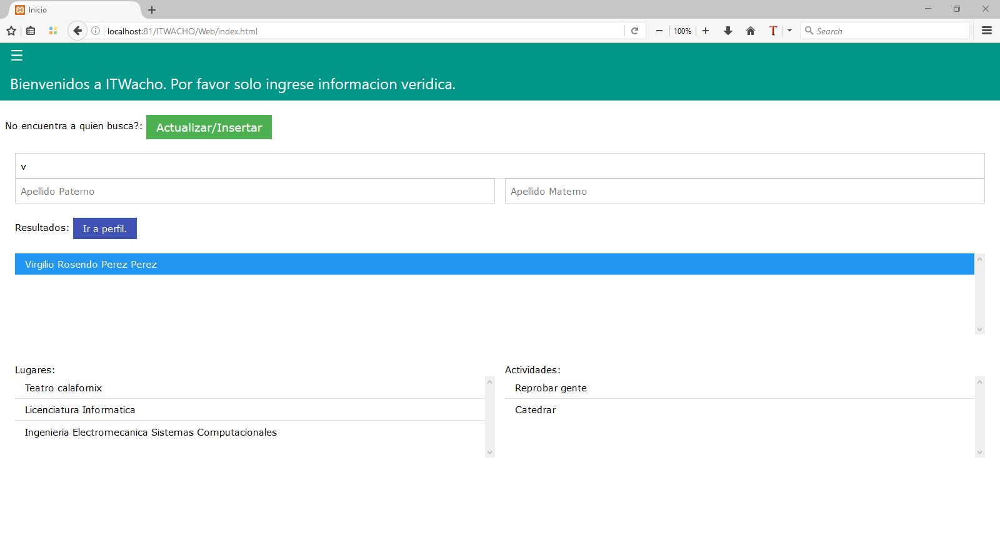 Inicio
localhost:81/ITWACHO/Web/index.html
100%
T
Search
Bienvenidos a ITWacho. Por favor solo ingrese informacion veridica.
No encuentra a quien busca?: Actualizar/Insertar
v
Apellido Paterno Apellido Materno
Resultados: Ir a perfil.
Virgilio Rosendo Perez Perez
Lugares:
Teatro calafornix
Licenciatura Informatica
Ingenieria Electromecanica Sistemas Computacionales
Actividades:
Reprobar gente
Catedrar